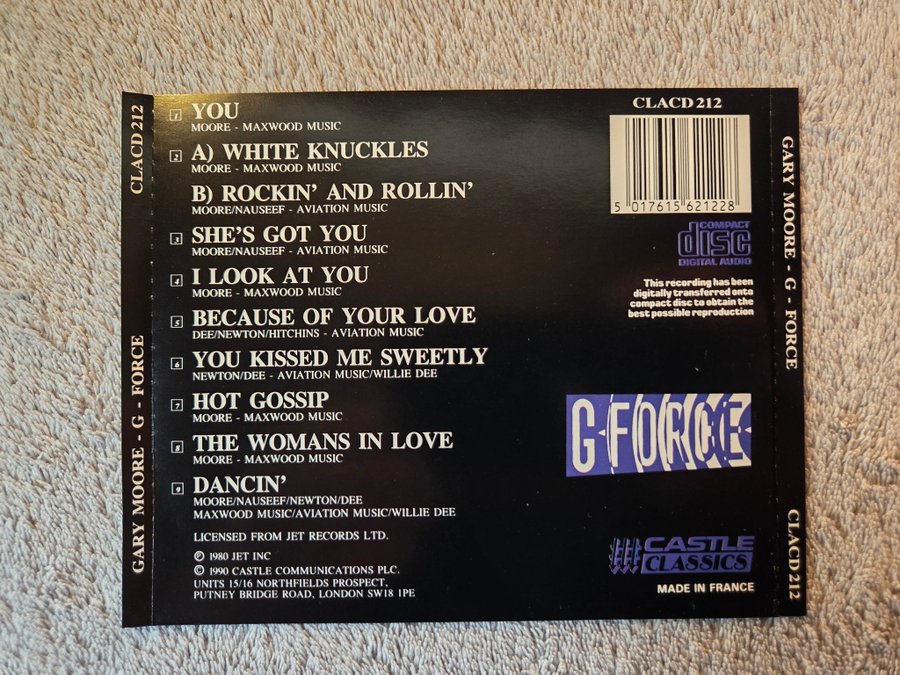 CLACD 212
GARY MOORE - G - FORCE
1 YOU
MOORE - MAXWOOD MUSIC
2 A) WHITE KNUCKLES
MOORE - MAXWOOD MUSIC
B) ROCKIN' AND ROLLIN'
MOORE/NAUSEEF - AVIATION MUSIC
3 SHE'S GOT YOU
MOORE/NAUSEEF - AVIATION MUSIC
4 I LOOK AT YOU
MOORE - MAXWOOD MUSIC
5 BECAUSE OF YOUR LOVE
DEE/NEWTON/HITCHINS - AVIATION MUSIC
6 YOU KISSED ME SWEETLY
NEWTON/DEE - AVIATION MUSIC/WILLIE DEE
7 HOT GOSSIP
MOORE - MAXWOOD MUSIC
8 THE WOMANS IN LOVE
MOORE - MAXWOOD MUSIC
9 DANCIN'
MOORE/NAUSEEF/NEWTON/DEE
MAXWOOD MUSIC/AVIATION MUSIC/WILLIE DEE
LICENSED FROM JET RECORDS LTD.
℗ 1980 JET INC
© 1990 CASTLE COMMUNICATIONS PLC.
UNITS 15/16 NORTHFIELDS PROSPECT,
PUTNEY BRIDGE ROAD, LONDON SW18 1PE
CLACD 212
5 017615 621228
COMPACT
disc
DIGITAL AUDIO
This recording has been
digitally transferred onto
compact disc to obtain the
best possible reproduction
G FORCE
CASTLE
CLASSICS
MADE IN FRANCE
GARY MOORE - G - FORCE
CLACD 212